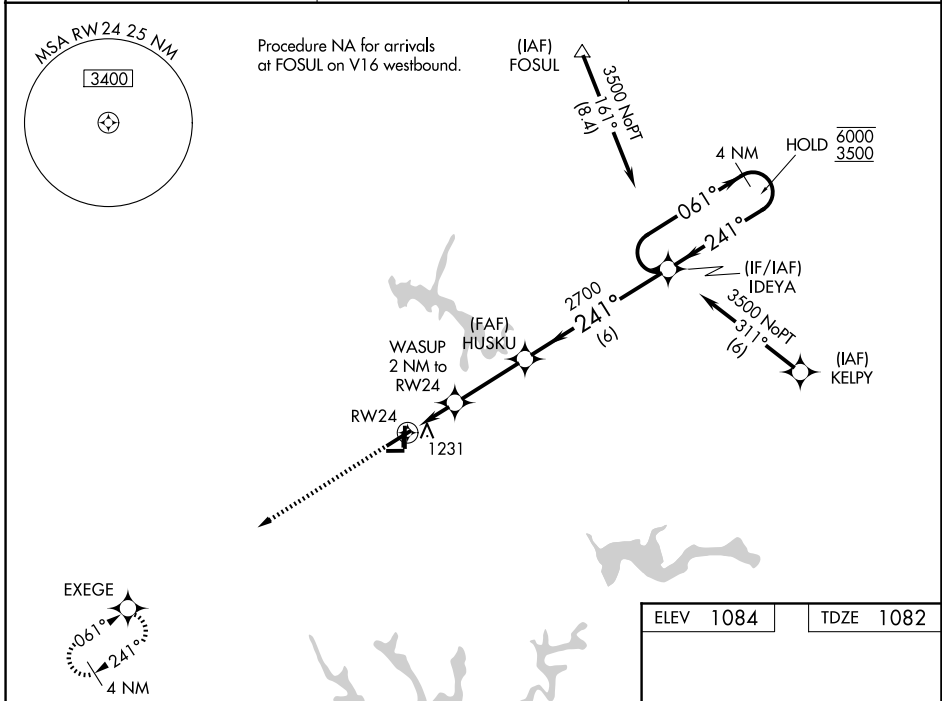 MSA RW24 25 NM
3400
Procedure NA for arrivals
at FOSUL on V16 westbound.
(IAF)
FOSUL
3500 NoPT
161°
(8.4)
4 NM
HOLD
6000
3500
061°
241°
(IF/IAF)
IDEYA
2700
241°
(6)
3500 NoPT
311°
(6)
(IAF)
KELPY
(FAF)
HUSKU
WASUP
2 NM to
RW24
RW24
1231
EXEGE
061°
241°
4 NM
ELEV 1084
TDZE 1082